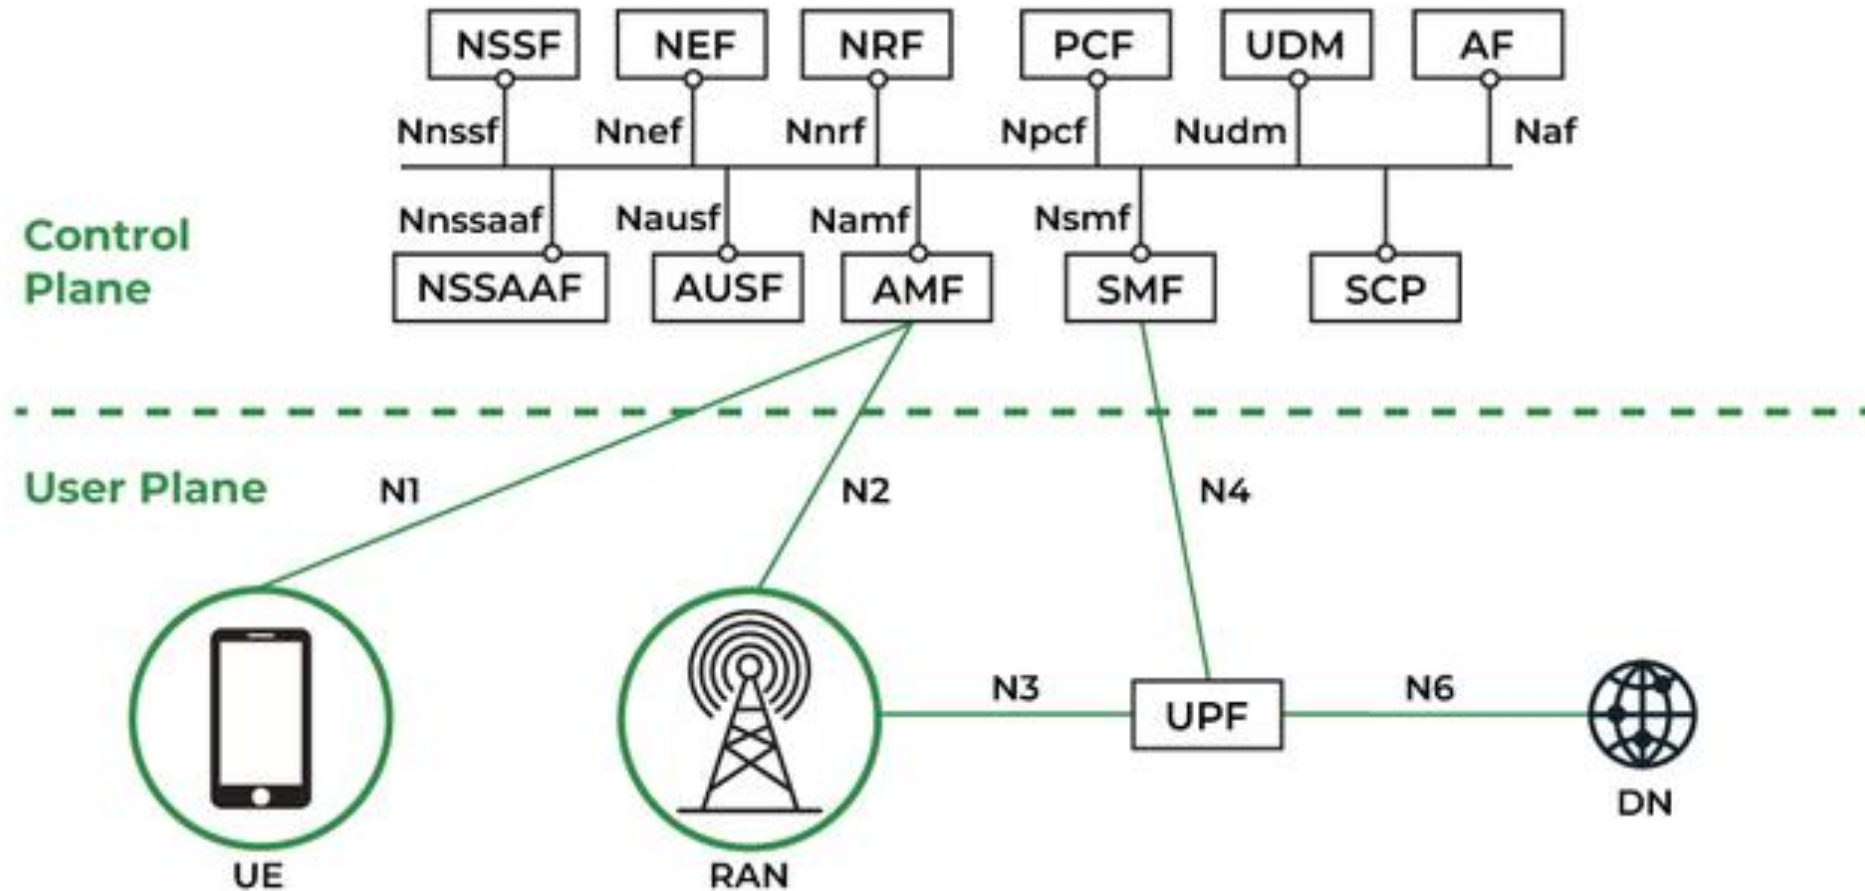 NSSF NEF NRF PCF UDM AF
Nnssf Nnef Nnrf Npcf Nudm Naf
Nnssaaf Nausf Namf Nsmf
Control
Plane
NSSAAF AUSF AMF SMF SCP
User Plane N1 N2 N4
N3 UPF N6
DN
UE RAN